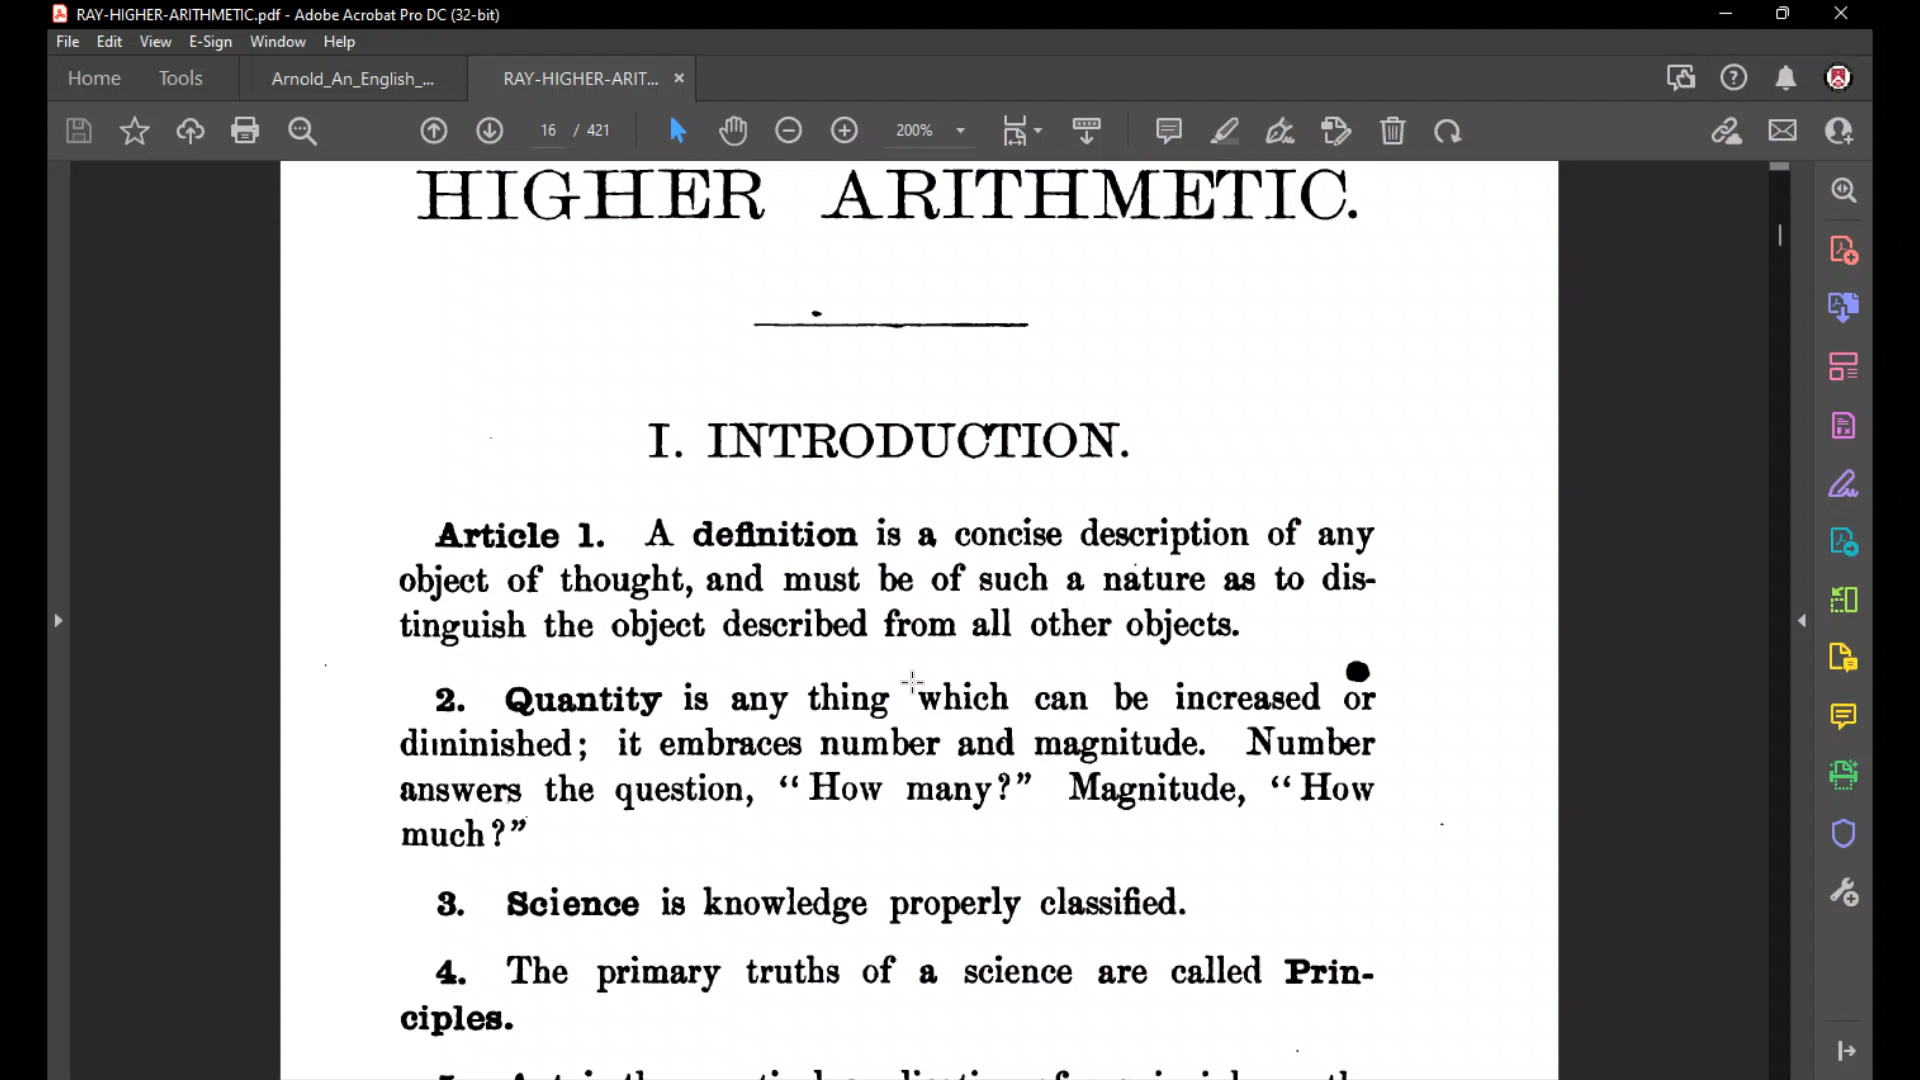 RAY-HIGHER-ARITHMETIC.pdf - Adobe Acrobat Pro DC (32-bit)
File Edit View E-Sign Window Help
Home Tools Arnold_An_English_... RAY-HIGHER-ARIT... ×
16 / 421 200%
HIGHER ARITHMETIC.
I. INTRODUCTION.
Article 1. A definition is a concise description of any
object of thought, and must be of such a nature as to dis-
tinguish the object described from all other objects.
2. Quantity is any thing which can be increased or
diminished; it embraces number and magnitude. Number
answers the question, “How many?” Magnitude, “How
much?”
3. Science is knowledge properly classified.
4. The primary truths of a science are called Prin-
ciples.